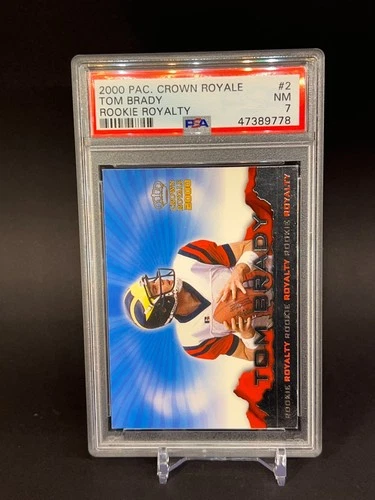 2000 PAC. CROWN ROYALE #2
TOM BRADY NM
ROOKIE ROYALTY 7
PSA 47389778
TOM BRADY
ROOKIE ROYALTY ROOKIE ROYALTY ROOKIE ROYALTY